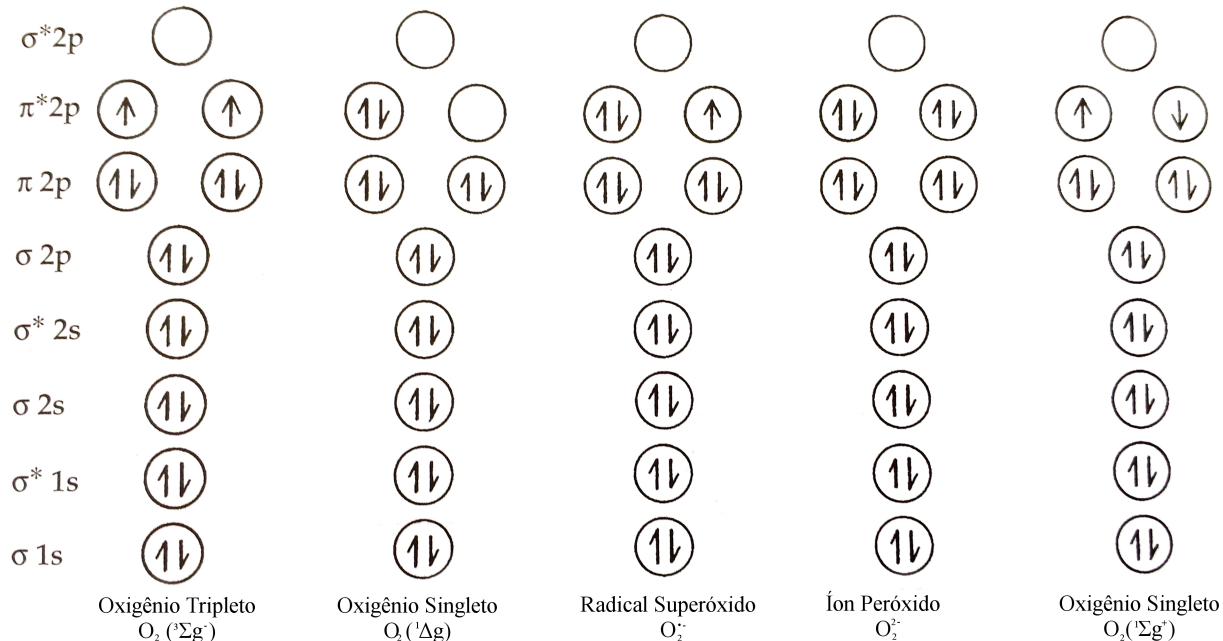 σ*2p
π*2p
π 2p
σ 2p
σ* 2s
σ 2s
σ* 1s
σ 1s
Oxigênio Tripleto
O₂ (³Σg⁻)
Oxigênio Singleto
O₂ (¹Δg)
Radical Superóxido
O₂•⁻
Íon Peróxido
O₂²⁻
Oxigênio Singleto
O₂ (¹Σg⁺)